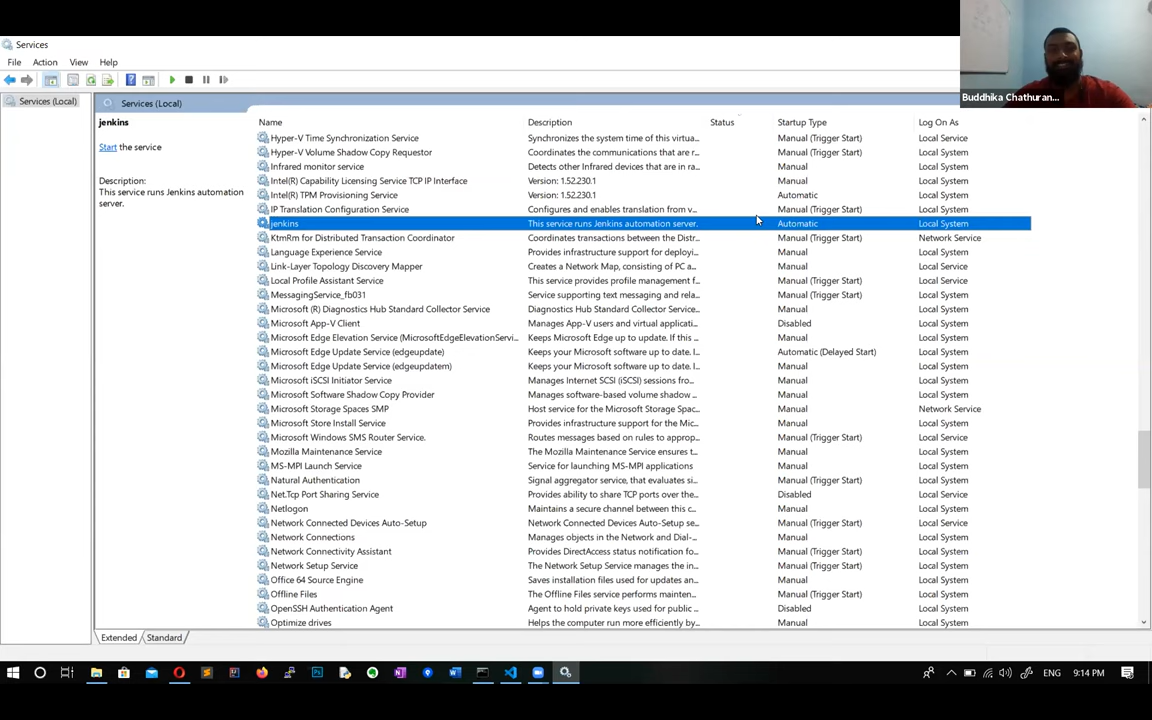 Services
File Action View Help
Buddhika Chathuran...
Services (Local)
Services (Local)
jenkins
Start the service
Description:
This service runs Jenkins automation
server.
Name Description Status Startup Type Log On As
Hyper-V Time Synchronization Service Synchronizes the system time of this virtua... Manual (Trigger Start) Local Service
Hyper-V Volume Shadow Copy Requestor Coordinates the communications that are r... Manual (Trigger Start) Local System
Infrared monitor service Detects other Infrared devices that are in ra... Manual Local System
Intel(R) Capability Licensing Service TCP IP Interface Version: 1.52.230.1 Manual Local System
Intel(R) TPM Provisioning Service Version: 1.52.230.1 Automatic Local System
IP Translation Configuration Service Configures and enables translation from v... Manual (Trigger Start) Local System
jenkins This service runs Jenkins automation server. Automatic Local System
KtmRm for Distributed Transaction Coordinator Coordinates transactions between the Distr... Manual (Trigger Start) Network Service
Language Experience Service Provides infrastructure support for deployi... Manual Local System
Link-Layer Topology Discovery Mapper Creates a Network Map, consisting of PC a... Manual Local Service
Local Profile Assistant Service This service provides profile management f... Manual (Trigger Start) Local Service
MessagingService_fb031 Service supporting text messaging and rela... Manual (Trigger Start) Local System
Microsoft (R) Diagnostics Hub Standard Collector Service Diagnostics Hub Standard Collector Service... Manual Local System
Microsoft App-V Client Manages App-V users and virtual applicati... Disabled Local System
Microsoft Edge Elevation Service (MicrosoftEdgeElevationServi... Keeps Microsoft Edge up to update. If this ... Manual Local System
Microsoft Edge Update Service (edgeupdate) Keeps your Microsoft software up to date. I... Automatic (Delayed Start) Local System
Microsoft Edge Update Service (edgeupdatem) Keeps your Microsoft software up to date. I... Manual Local System
Microsoft iSCSI Initiator Service Manages Internet SCSI (iSCSI) sessions fro... Manual Local System
Microsoft Software Shadow Copy Provider Manages software-based volume shadow ... Manual Local System
Microsoft Storage Spaces SMP Host service for the Microsoft Storage Spac... Manual Network Service
Microsoft Store Install Service Provides infrastructure support for the Mic... Manual Local System
Microsoft Windows SMS Router Service. Routes messages based on rules to approp... Manual (Trigger Start) Local Service
Mozilla Maintenance Service The Mozilla Maintenance Service ensures t... Manual Local System
MS-MPI Launch Service Service for launching MS-MPI applications Manual Local System
Natural Authentication Signal aggregator service, that evaluates si... Manual (Trigger Start) Local System
Net.Tcp Port Sharing Service Provides ability to share TCP ports over the... Disabled Local Service
Netlogon Maintains a secure channel between this c... Manual Local System
Network Connected Devices Auto-Setup Network Connected Devices Auto-Setup se... Manual (Trigger Start) Local Service
Network Connections Manages objects in the Network and Dial-... Manual Local System
Network Connectivity Assistant Provides DirectAccess status notification fo... Manual (Trigger Start) Local System
Network Setup Service The Network Setup Service manages the in... Manual (Trigger Start) Local System
Office 64 Source Engine Saves installation files used for updates an... Manual Local System
Offline Files The Offline Files service performs mainten... Manual (Trigger Start) Local System
OpenSSH Authentication Agent Agent to hold private keys used for public ... Disabled Local System
Optimize drives Helps the computer run more efficiently by... Manual Local System
Extended Standard
ENG 9:14 PM